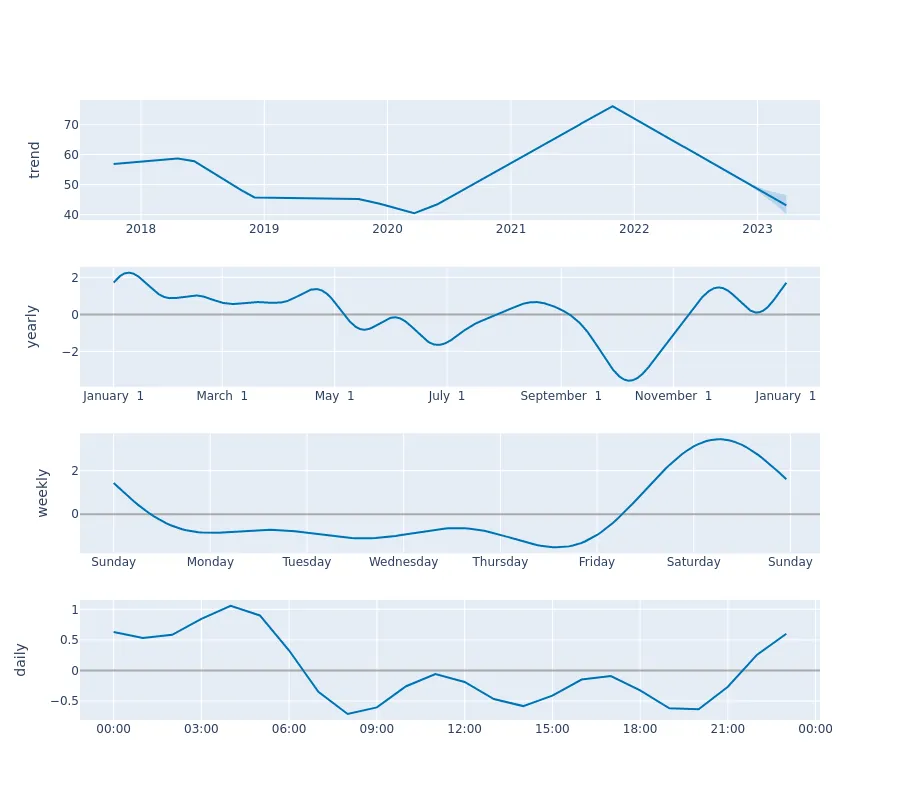 trend
70
60
50
40
2018 2019 2020 2021 2022 2023
yearly
2
0
−2
January 1 March 1 May 1 July 1 September 1 November 1 January 1
weekly
2
0
Sunday Monday Tuesday Wednesday Thursday Friday Saturday Sunday
daily
1
0.5
0
−0.5
00:00 03:00 06:00 09:00 12:00 15:00 18:00 21:00 00:00